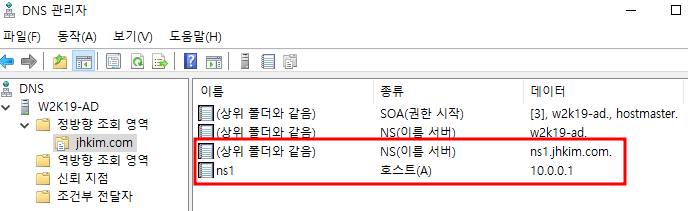 DNS 관리자
파일(F) 동작(A) 보기(V) 도움말(H)
DNS
W2K19-AD
정방향 조회 영역
jhkim.com
역방향 조회 영역
신뢰 지점
조건부 전달자
이름 종류 데이터
(상위 폴더와 같음) SOA(권한 시작) [3], w2k19-ad., hostmaster.
(상위 폴더와 같음) NS(이름 서버) w2k19-ad.
(상위 폴더와 같음) NS(이름 서버) ns1.jhkim.com.
ns1 호스트(A) 10.0.0.1